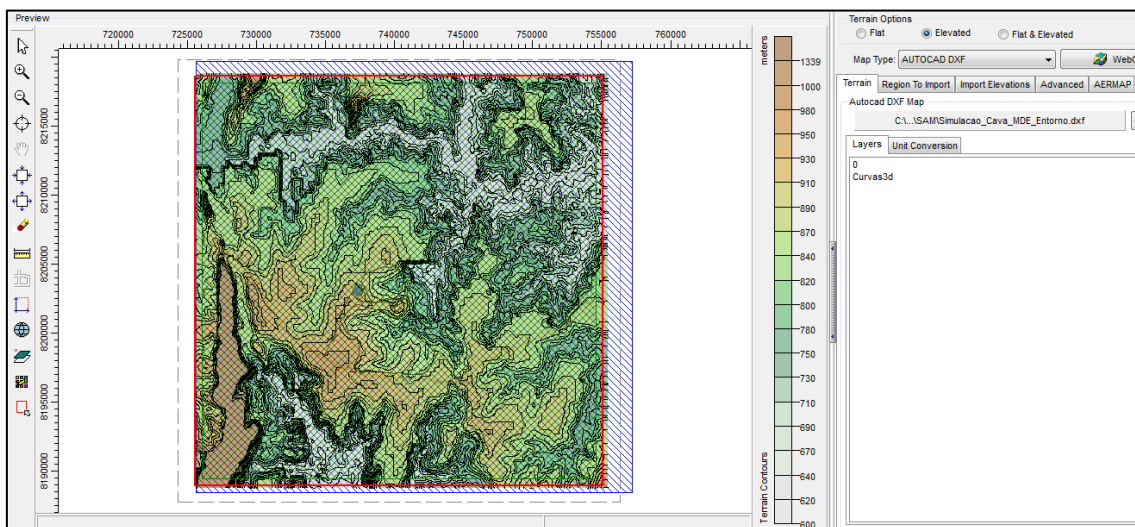 Preview
720000 725000 730000 735000 740000 745000 750000 755000 760000
8215000
8210000
8205000
8200000
8195000
8190000
meters
1339
1000
980
950
930
910
890
870
840
820
800
780
750
730
710
690
660
640
620
600
Terrain Contours
Terrain Options
Flat Elevated Flat & Elevated
Map Type: AUTOCAD DXF
Terrain Region To Import Import Elevations Advanced AERMAP
Autocad DXF Map
C:\...\SAM\Simulacao_Cava_MDE_Entorno.dxf
Layers Unit Conversion
0
Curvas3d